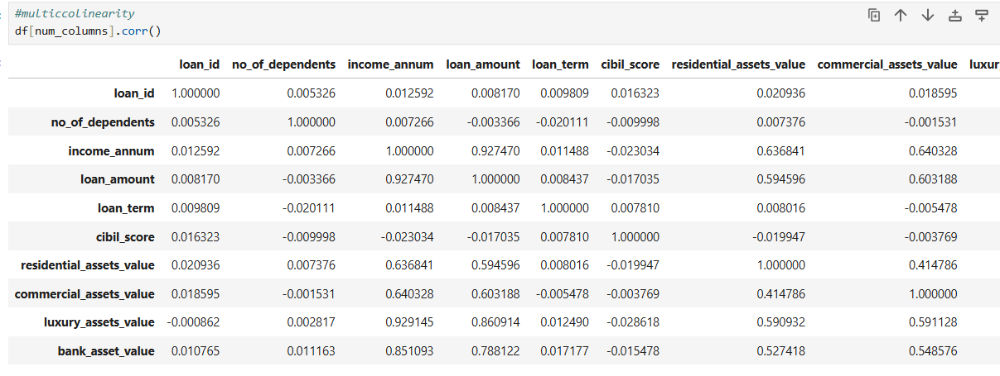 #multiccolinearity
df[num_columns].corr()
loan_id no_of_dependents income_annum loan_amount loan_term cibil_score residential_assets_value commercial_assets_value luxury
loan_id 1.000000 0.005326 0.012592 0.008170 0.009809 0.016323 0.020936 0.018595
no_of_dependents 0.005326 1.000000 0.007266 -0.003366 -0.020111 -0.009998 0.007376 -0.001531
income_annum 0.012592 0.007266 1.000000 0.927470 0.011488 -0.023034 0.636841 0.640328
loan_amount 0.008170 -0.003366 0.927470 1.000000 0.008437 -0.017035 0.594596 0.603188
loan_term 0.009809 -0.020111 0.011488 0.008437 1.000000 0.007810 0.008016 -0.005478
cibil_score 0.016323 -0.009998 -0.023034 -0.017035 0.007810 1.000000 -0.019947 -0.003769
residential_assets_value 0.020936 0.007376 0.636841 0.594596 0.008016 -0.019947 1.000000 0.414786
commercial_assets_value 0.018595 -0.001531 0.640328 0.603188 -0.005478 -0.003769 0.414786 1.000000
luxury_assets_value -0.000862 0.002817 0.929145 0.860914 0.012490 -0.028618 0.590932 0.591128
bank_asset_value 0.010765 0.011163 0.851093 0.788122 0.017177 -0.015478 0.527418 0.548576